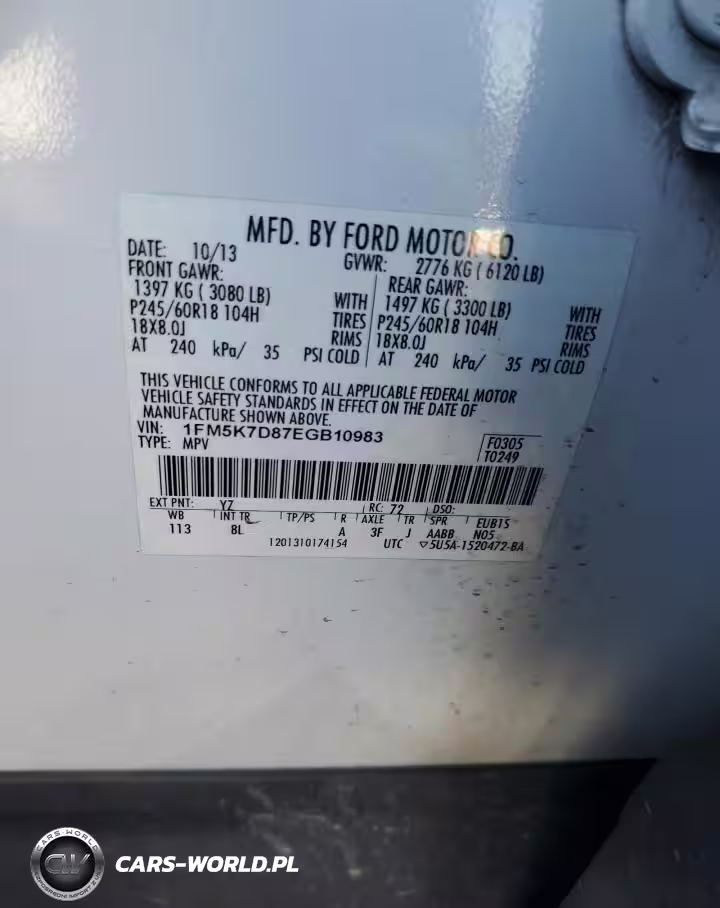 MFD. BY FORD MOTOR CO.
DATE: 10/13 GVWR: 2776 KG ( 6120 LB)
FRONT GAWR: REAR GAWR:
1397 KG ( 3080 LB) WITH 1497 KG ( 3300 LB) WITH
P245/60R18 104H TIRES P245/60R18 104H TIRES
18X8.0J RIMS 18X8.0J RIMS
AT 240 kPa/ 35 PSI COLD AT 240 kPa/ 35 PSI COLD
THIS VEHICLE CONFORMS TO ALL APPLICABLE FEDERAL MOTOR
VEHICLE SAFETY STANDARDS IN EFFECT ON THE DATE OF
MANUFACTURE SHOWN ABOVE.
VIN: 1FM5K7D87EGB10983
TYPE: MPV
F0305
T0249
EXT PNT: YZ RC: 72 DSO:
WB INT TR TP/PS R AXLE TR SPR EUB15
113 8L A 3F J AABB N05
1201310174154 UTC ▽5U5A-1520472-BA
CARS-WORLD
CW
CARS-WORLD.PL